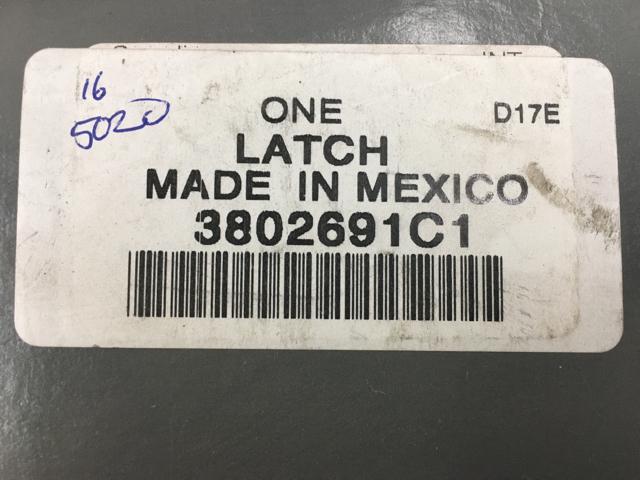 16
5020
ONE
D17E
LATCH
MADE IN MEXICO
3802691C1